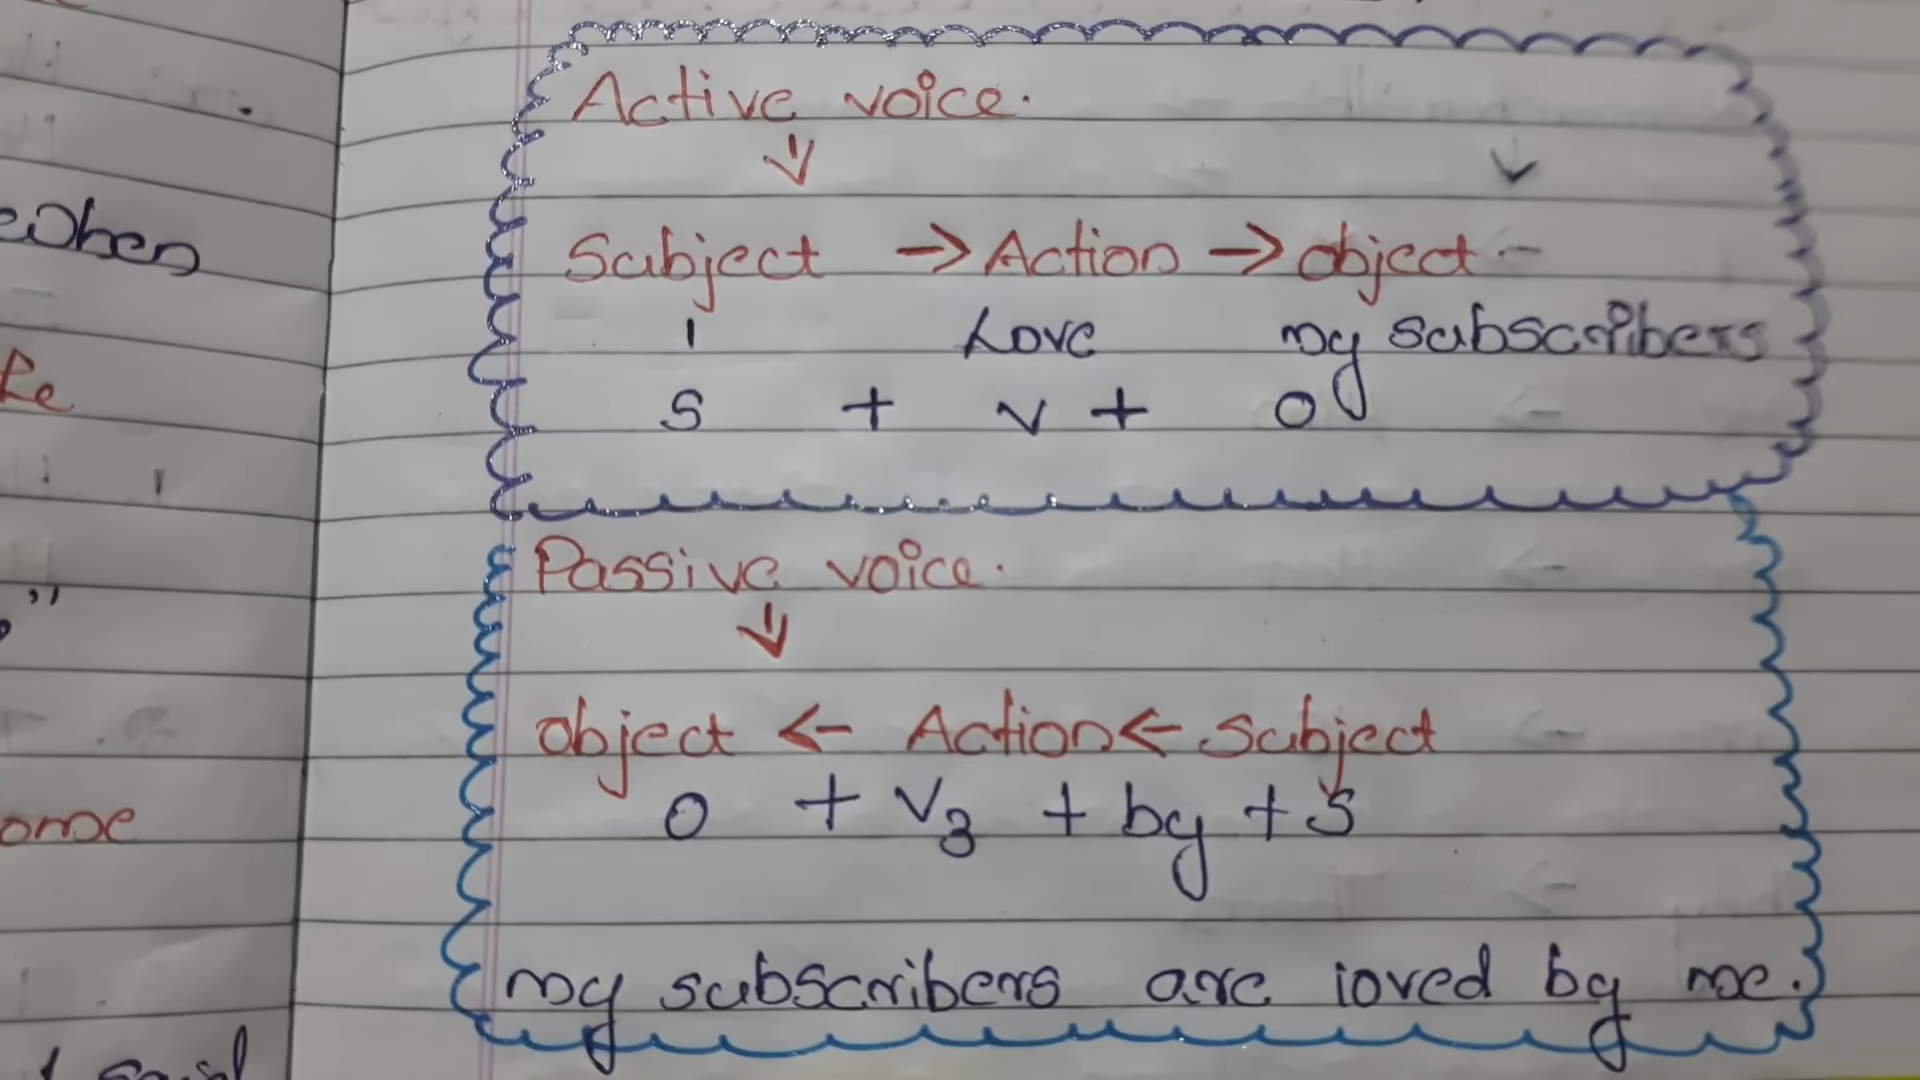 Active voice.
Subject → Action → object
I Love my subscribers
S + V + O
Passive voice.
object ← Action ← Subject
O + V3 + by + S
my subscribers are loved by me.